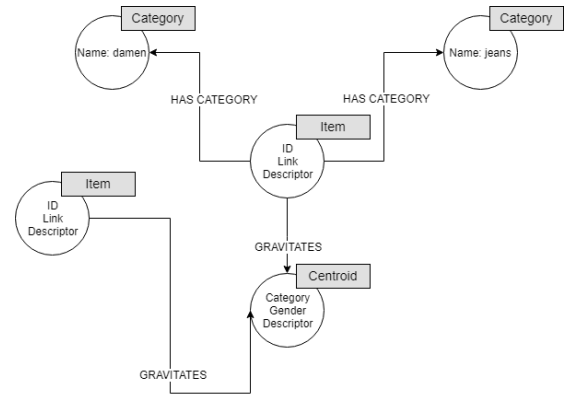 Category
Name: damen
Category
Name: jeans
HAS CATEGORY
HAS CATEGORY
Item
ID
Link
Descriptor
Item
ID
Link
Descriptor
GRAVITATES
Centroid
Category
Gender
Descriptor
GRAVITATES